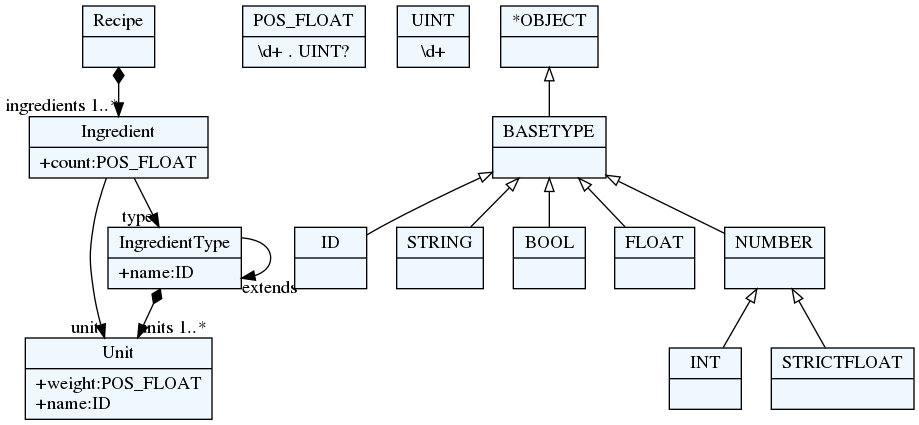 Recipe
POS_FLOAT
\d+ . UINT?
UINT
\d+
*OBJECT
ingredients 1..*
Ingredient
+count:POS_FLOAT
BASETYPE
type
IngredientType
+name:ID
extends
ID
STRING
BOOL
FLOAT
NUMBER
unit
units 1..*
Unit
+weight:POS_FLOAT
+name:ID
INT
STRICTFLOAT